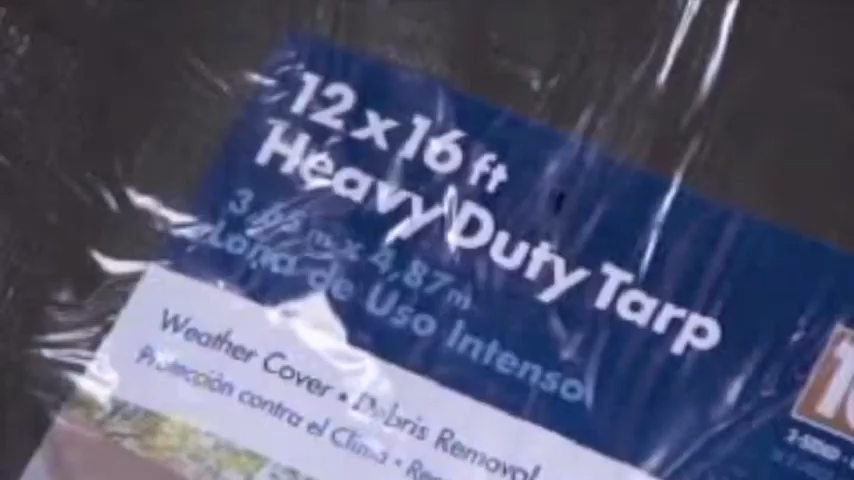 12 x 16 ft
Heavy Duty Tarp
3,65 m x 4,87m
Lona de Uso Intenso
Weather Cover • Debris Removal
Protección contra el Clima •